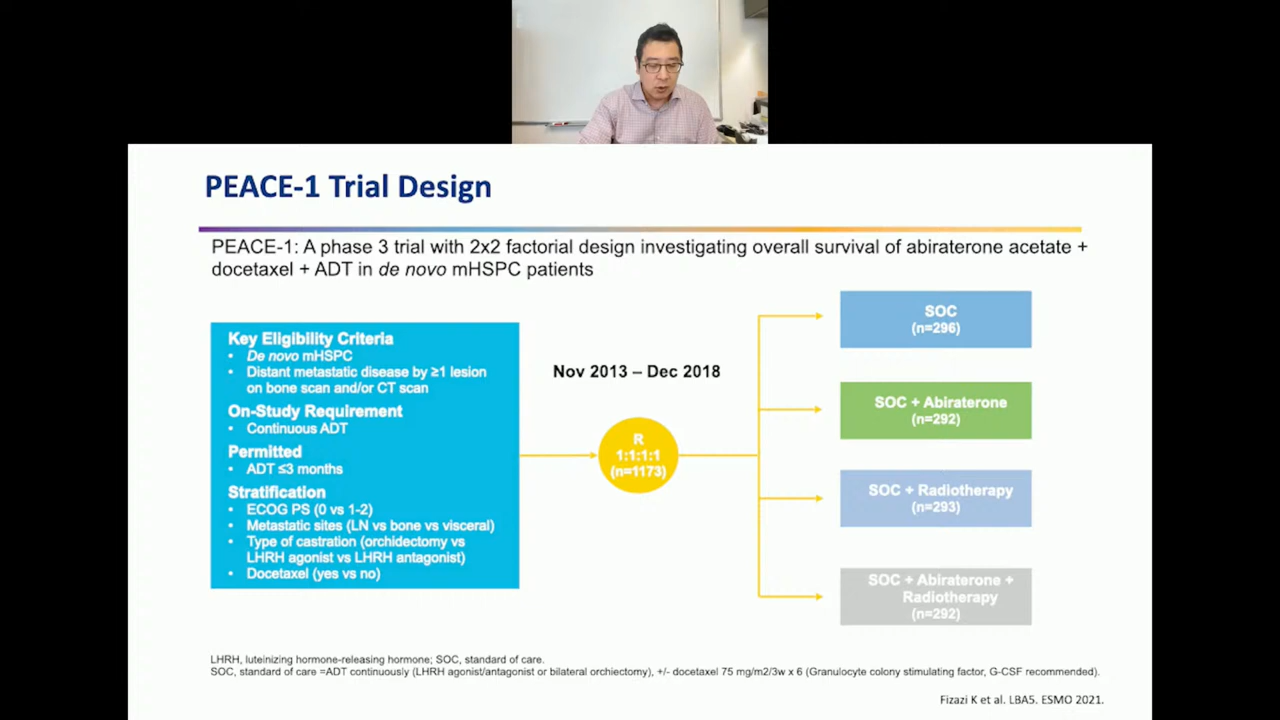 PEACE-1 Trial Design
PEACE-1: A phase 3 trial with 2x2 factorial design investigating overall survival of abiraterone acetate +
docetaxel + ADT in de novo mHSPC patients
Key Eligibility Criteria
• De novo mHSPC
• Distant metastatic disease by ≥1 lesion
on bone scan and/or CT scan
On-Study Requirement
• Continuous ADT
Permitted
• ADT ≤3 months
Stratification
• ECOG PS (0 vs 1-2)
• Metastatic sites (LN vs bone vs visceral)
• Type of castration (orchidectomy vs
LHRH agonist vs LHRH antagonist)
• Docetaxel (yes vs no)
Nov 2013 – Dec 2018
R
1:1:1:1
(n=1173)
SOC
(n=296)
SOC + Abiraterone
(n=292)
SOC + Radiotherapy
(n=293)
SOC + Abiraterone +
Radiotherapy
(n=292)
LHRH, luteinizing hormone-releasing hormone; SOC, standard of care.
SOC, standard of care =ADT continuously (LHRH agonist/antagonist or bilateral orchiectomy), +/- docetaxel 75 mg/m2/3w x 6 (Granulocyte colony stimulating factor, G-CSF recommended).
Fizazi K et al. LBA5. ESMO 2021.